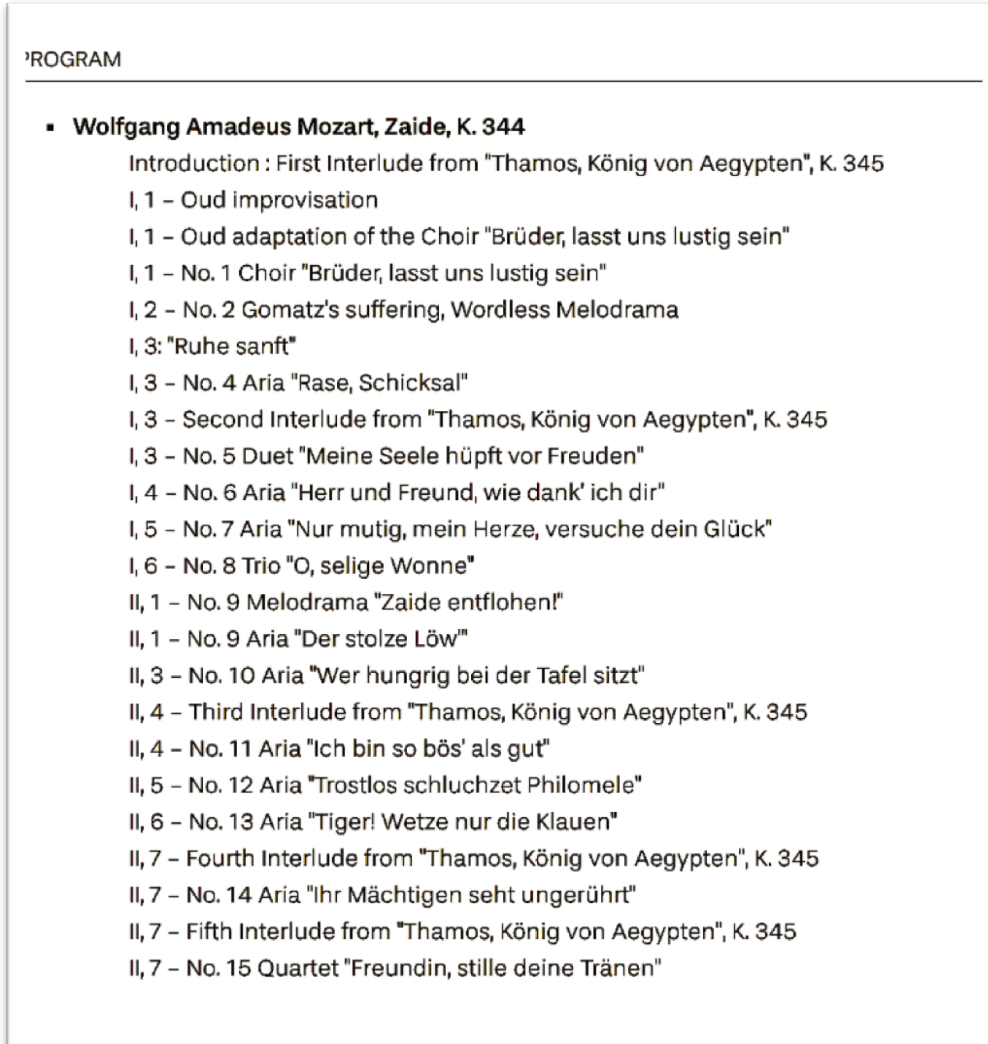 PROGRAM
▪ Wolfgang Amadeus Mozart, Zaide, K. 344
Introduction : First Interlude from "Thamos, König von Aegypten", K. 345
I, 1 – Oud improvisation
I, 1 – Oud adaptation of the Choir "Brüder, lasst uns lustig sein"
I, 1 – No. 1 Choir "Brüder, lasst uns lustig sein"
I, 2 – No. 2 Gomatz's suffering, Wordless Melodrama
I, 3: "Ruhe sanft"
I, 3 – No. 4 Aria "Rase, Schicksal"
I, 3 – Second Interlude from "Thamos, König von Aegypten", K. 345
I, 3 – No. 5 Duet "Meine Seele hüpft vor Freuden"
I, 4 – No. 6 Aria "Herr und Freund, wie dank' ich dir"
I, 5 – No. 7 Aria "Nur mutig, mein Herze, versuche dein Glück"
I, 6 – No. 8 Trio "O, selige Wonne"
II, 1 – No. 9 Melodrama "Zaide entflohen!"
II, 1 – No. 9 Aria "Der stolze Löw'"
II, 3 – No. 10 Aria "Wer hungrig bei der Tafel sitzt"
II, 4 – Third Interlude from "Thamos, König von Aegypten", K. 345
II, 4 – No. 11 Aria "Ich bin so bös' als gut"
II, 5 – No. 12 Aria "Trostlos schluchzet Philomele"
II, 6 – No. 13 Aria "Tiger! Wetze nur die Klauen"
II, 7 – Fourth Interlude from "Thamos, König von Aegypten", K. 345
II, 7 – No. 14 Aria "Ihr Mächtigen seht ungerührt"
II, 7 – Fifth Interlude from "Thamos, König von Aegypten", K. 345
II, 7 – No. 15 Quartet "Freundin, stille deine Tränen"